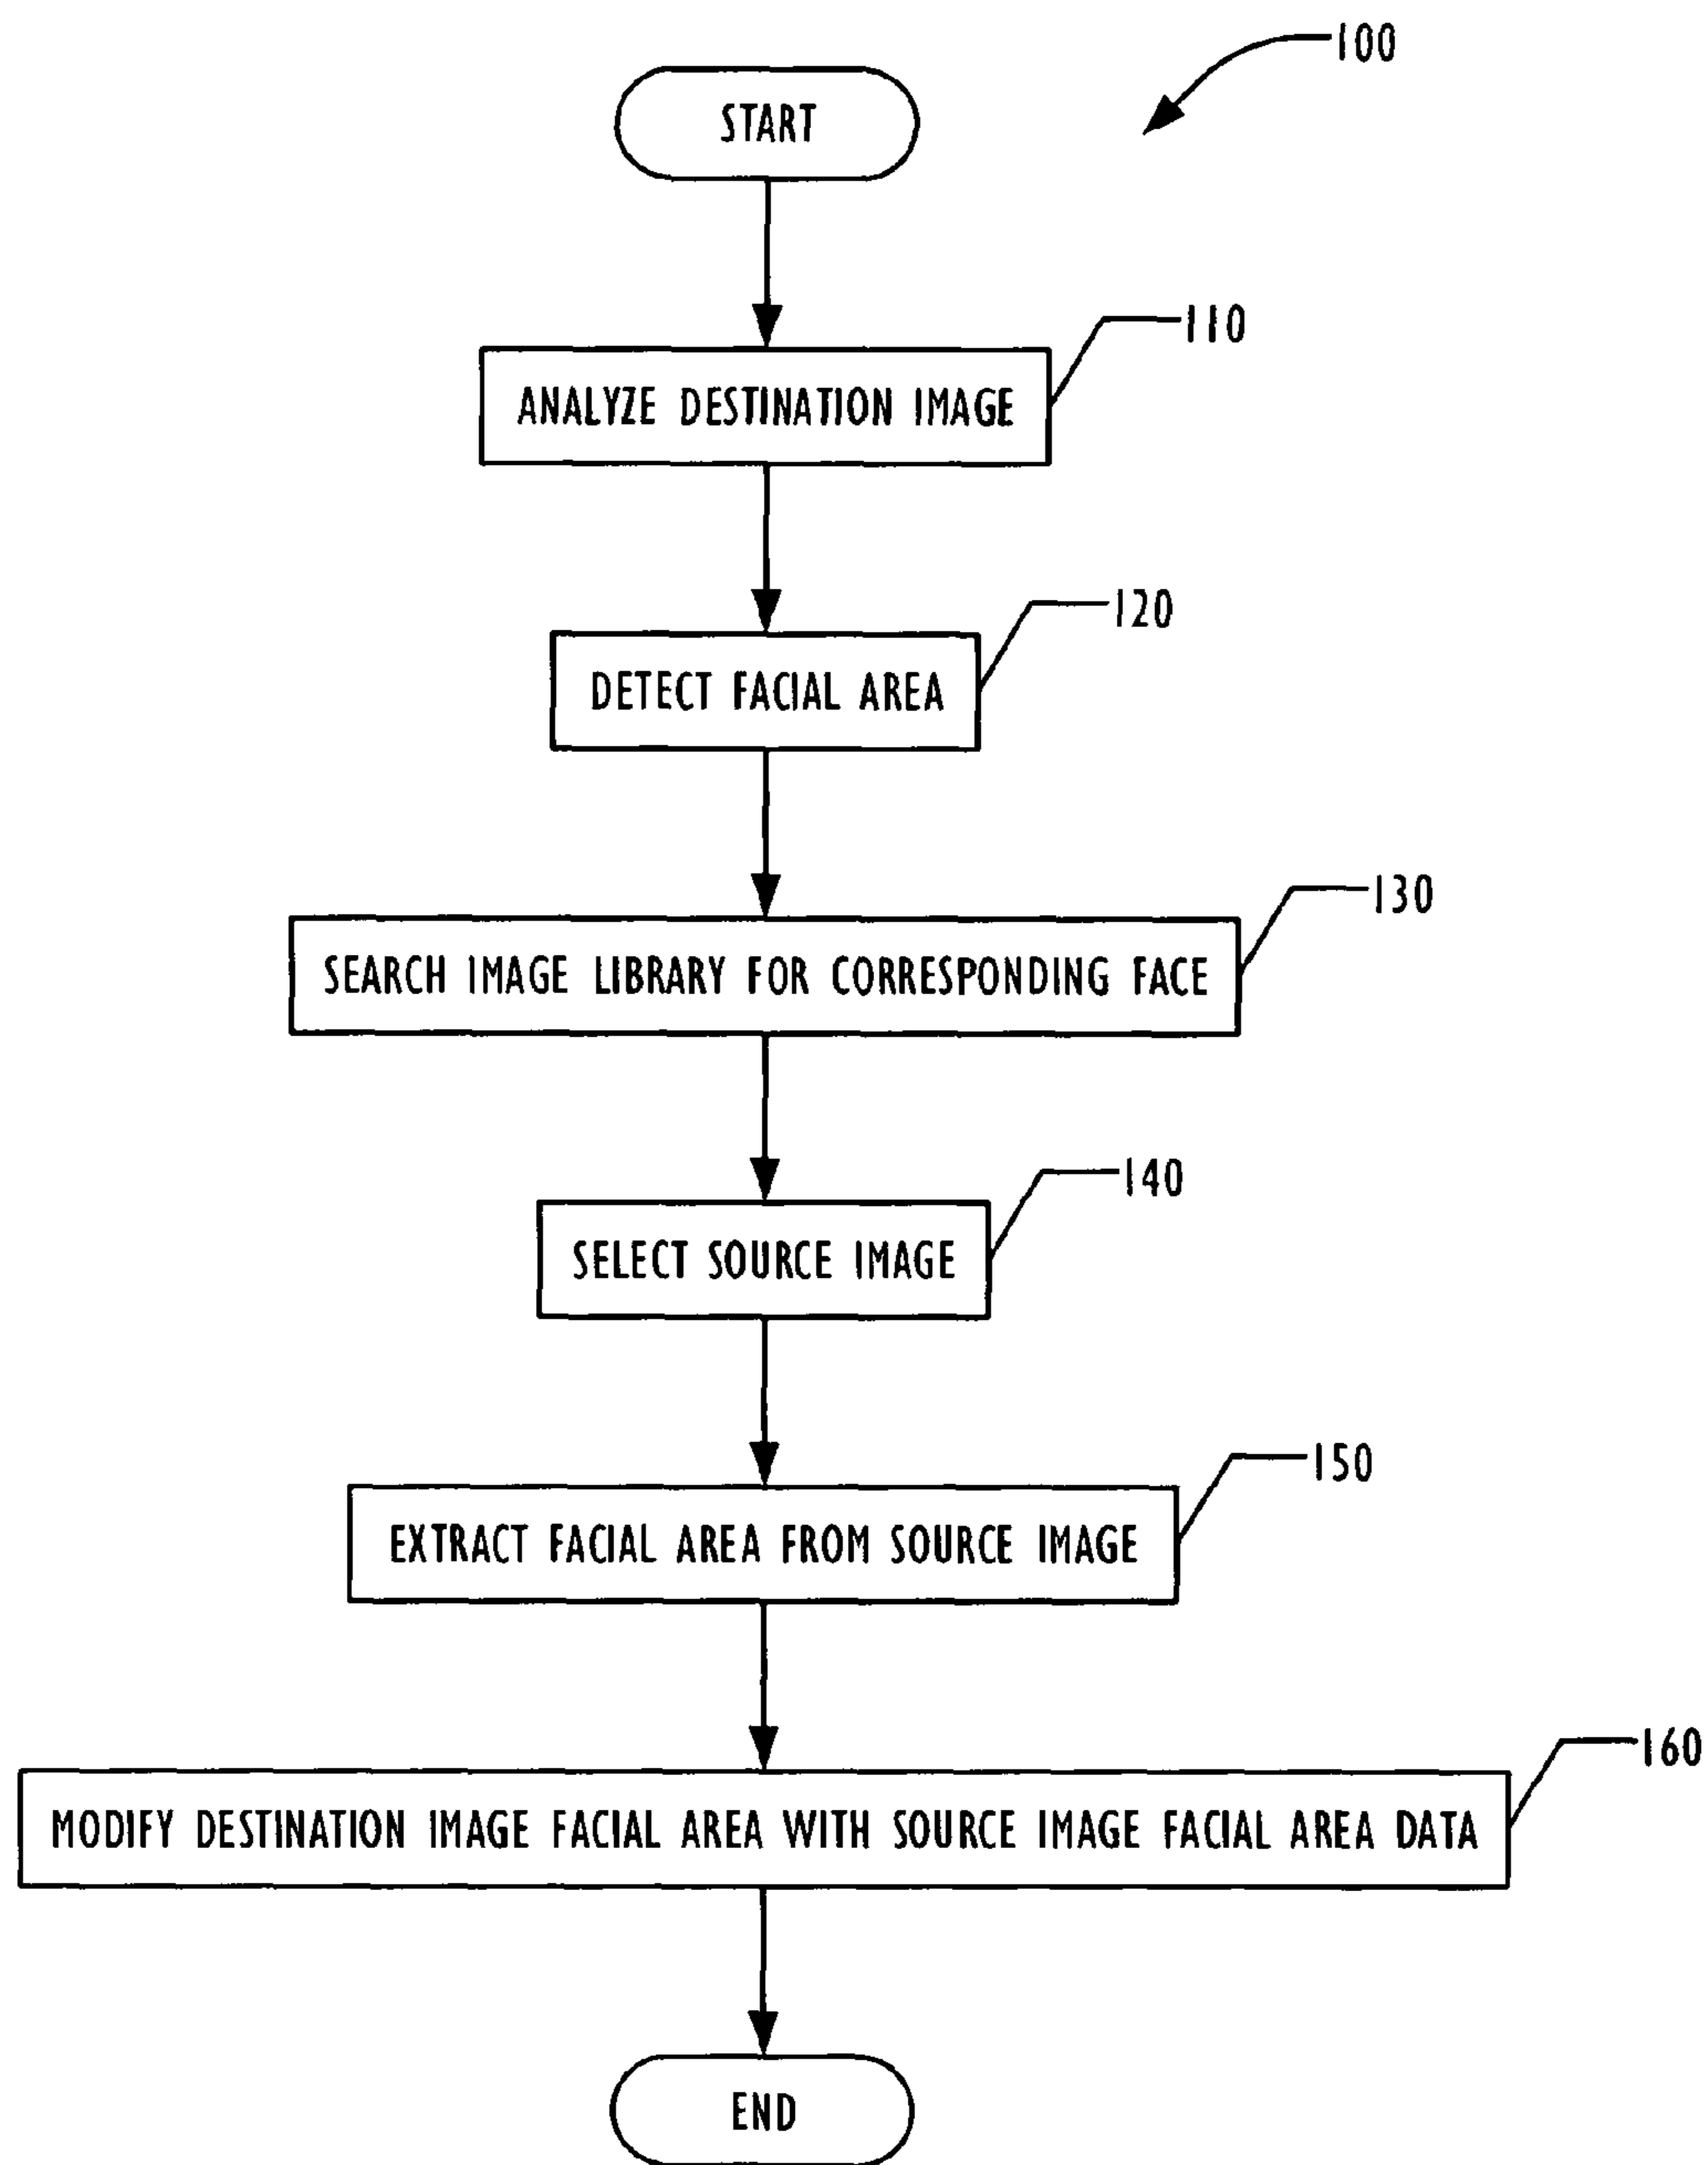 100
START
110
ANALYZE DESTINATION IMAGE
120
DETECT FACIAL AREA
130
SEARCH IMAGE LIBRARY FOR CORRESPONDING FACE
140
SELECT SOURCE IMAGE
150
EXTRACT FACIAL AREA FROM SOURCE IMAGE
160
MODIFY DESTINATION IMAGE FACIAL AREA WITH SOURCE IMAGE FACIAL AREA DATA
END